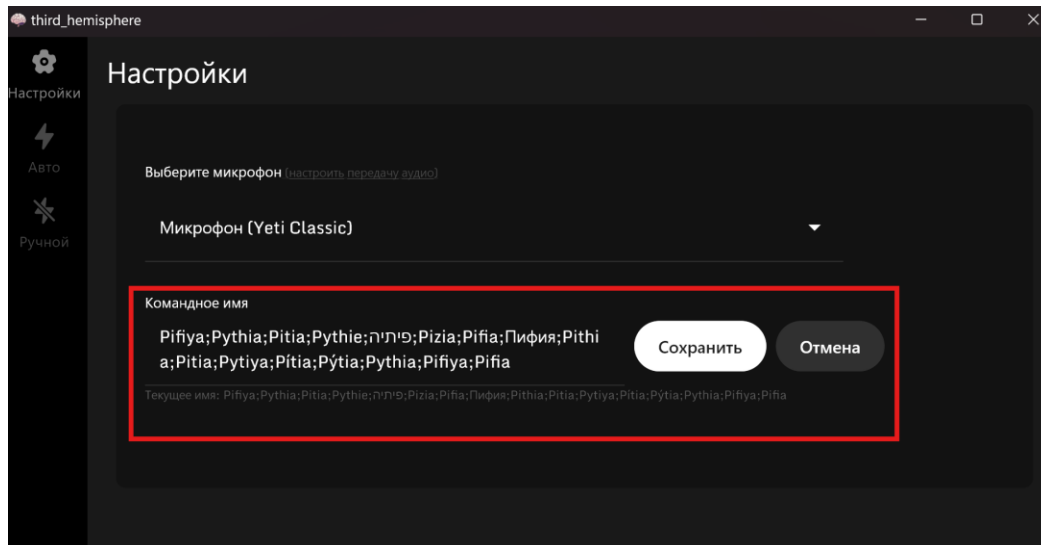 third_hemisphere
Настройки
Авто
Ручной
Настройки
Выберите микрофон (настроить передачу аудио)
Микрофон (Yeti Classic)
Командное имя
Pifiya;Pythia;Pitia;Pythie;פיתיה;Pizia;Pifia;Пифия;Pithi
a;Pitia;Pytiya;Pítia;Pýtia;Pythia;Pifiya;Pifia
Сохранить
Отмена
Текущее имя: Pifiya;Pythia;Pitia;Pythie;פיתיה;Pizia;Pifia;Пифия;Pithia;Pitia;Pytiya;Pítia;Pýtia;Pythia;Pifiya;Pifia